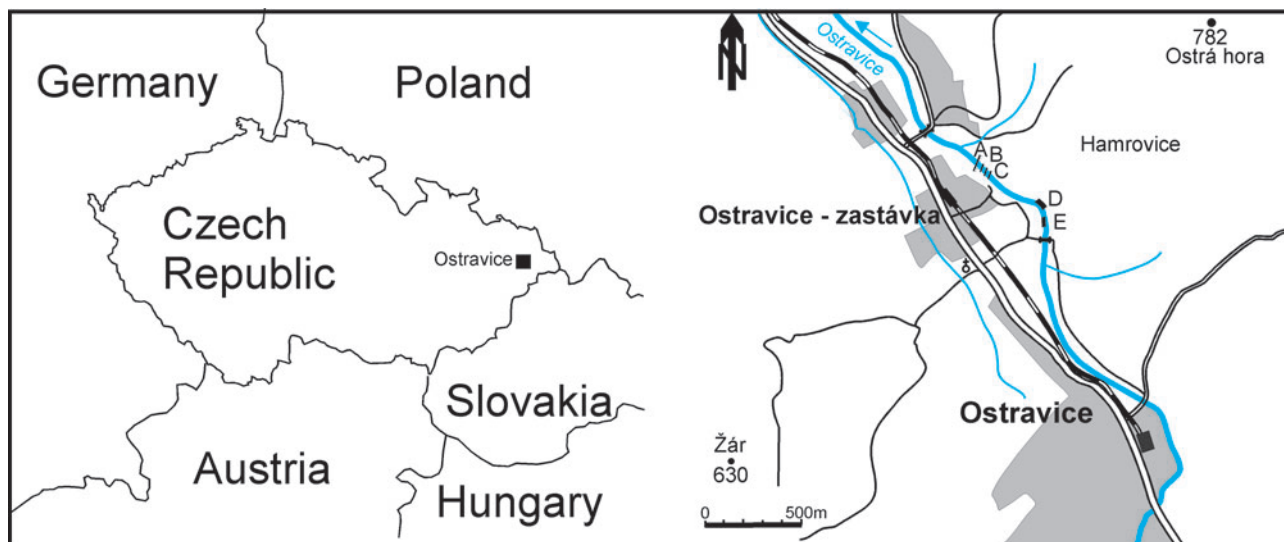 Germany
Poland
Czech
Republic
Ostravice
Slovakia
Austria
Hungary
N
Ostravice
782
Ostrá hora
A
B
C
Hamrovice
D
E
Ostravice - zastávka
Ostravice
Žár
630
0
500m